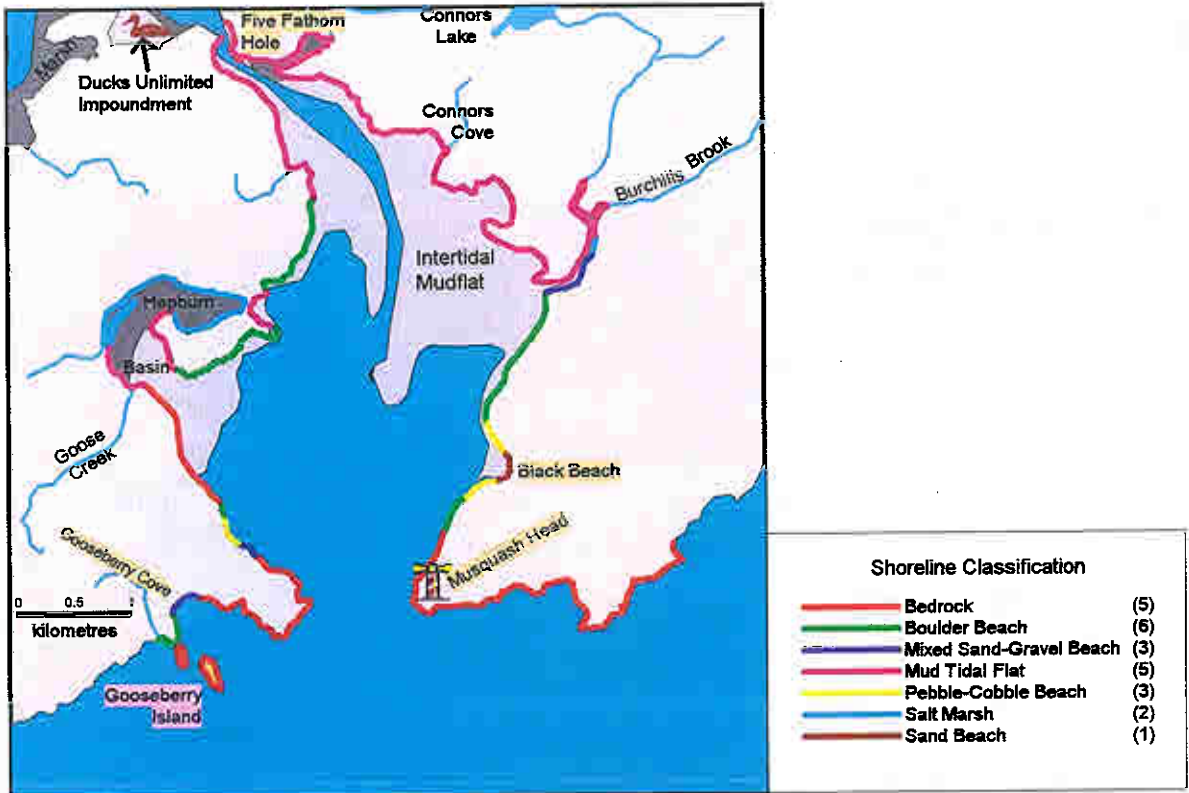 Five Fathom
Hole
Connors
Lake
Marsh
Ducks Unlimited
Impoundment
Connors
Cove
Burchills Brook
Intertidal
Mudflat
Hepburn
Basin
Goose
Creek
Black Beach
Gooseberry Cove
Musquash Head
0 0.5 1
kilometres
Gooseberry
Island
Shoreline Classification
Bedrock (5)
Boulder Beach (6)
Mixed Sand-Gravel Beach (3)
Mud Tidal Flat (5)
Pebble-Cobble Beach (3)
Salt Marsh (2)
Sand Beach (1)